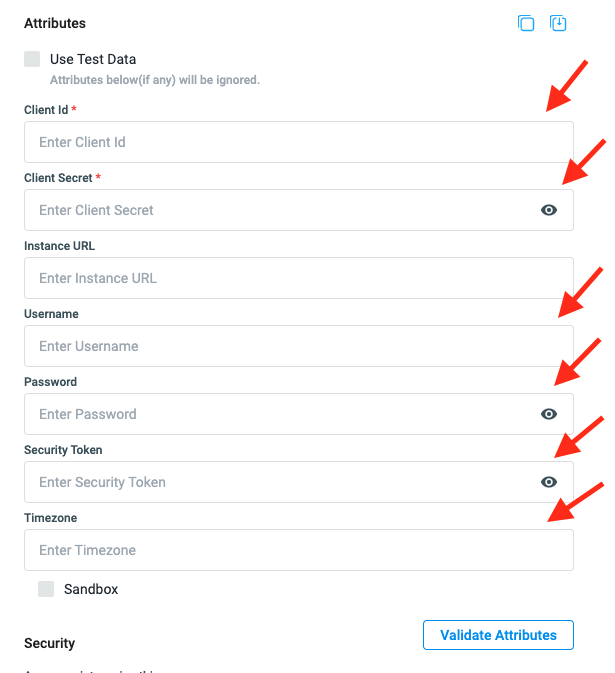 Attributes
Use Test Data
Attributes below(if any) will be ignored.
Client Id *
Enter Client Id
Client Secret *
Enter Client Secret
Instance URL
Enter Instance URL
Username
Enter Username
Password
Enter Password
Security Token
Enter Security Token
Timezone
Enter Timezone
Sandbox
Validate Attributes
Security